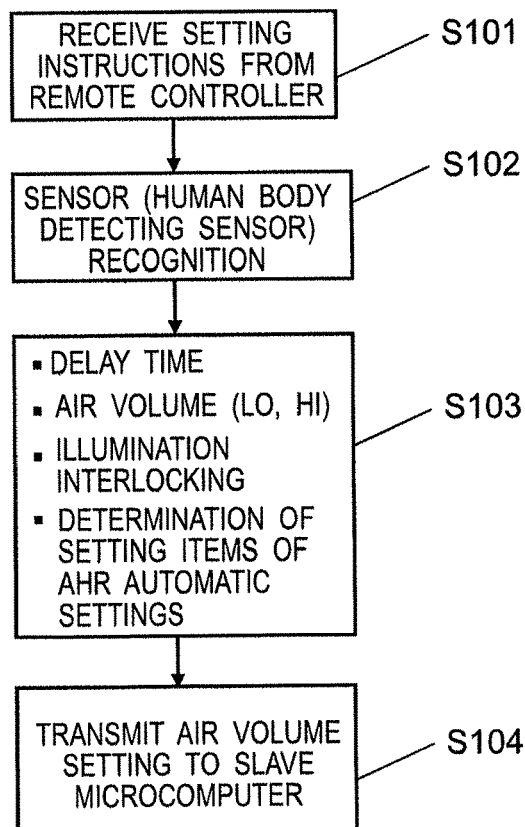 RECEIVE SETTING
INSTRUCTIONS FROM
REMOTE CONTROLLER
S101
SENSOR (HUMAN BODY
DETECTING SENSOR)
RECOGNITION
S102
▪ DELAY TIME
▪ AIR VOLUME (LO, HI)
▪ ILLUMINATION
INTERLOCKING
▪ DETERMINATION OF
SETTING ITEMS OF
AHR AUTOMATIC
SETTINGS
S103
TRANSMIT AIR VOLUME
SETTING TO SLAVE
MICROCOMPUTER
S104